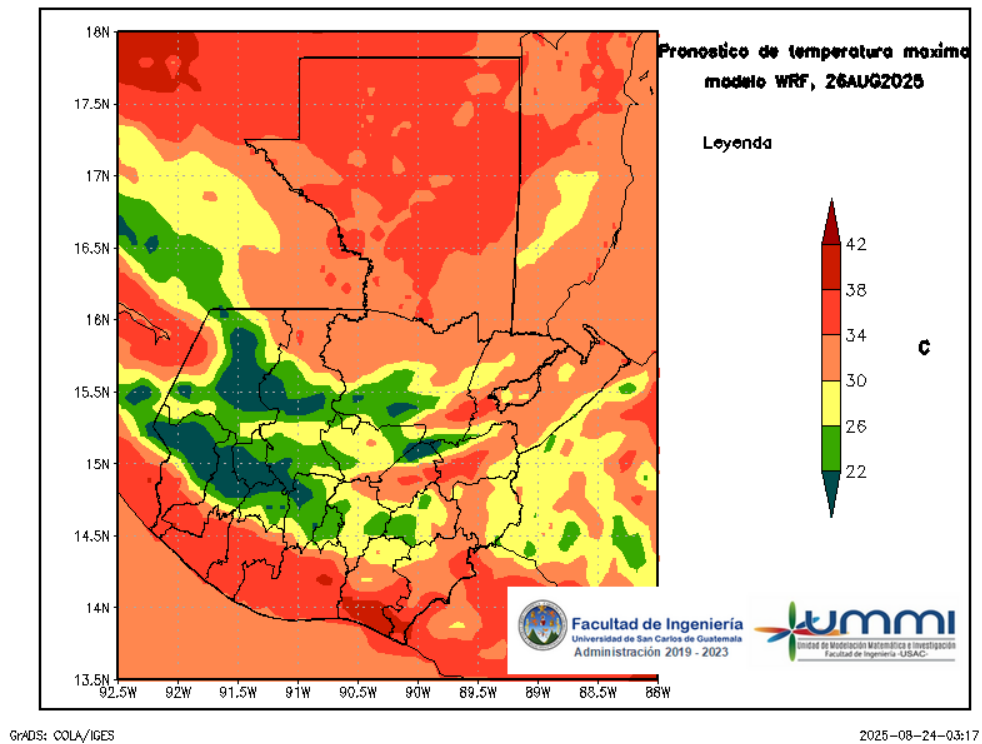 Pronostico de temperatura maxima
modelo WRF, 26AUG2025
Leyenda
18N
17.5N
17N
16.5N
16N
15.5N
15N
14.5N
14N
13.5N
92.5W
92W
91.5W
91W
90.5W
90W
89.5W
89W
88.5W
88W
42
38
34
30
26
22
C
Facultad de Ingeniería
Universidad de San Carlos de Guatemala
Administración 2019 - 2023
ummi
Unidad de Modelación Matemática e Investigación
Facultad de Ingeniería -USAC-
GrADS: COLA/IGES
2025-08-24-03:17